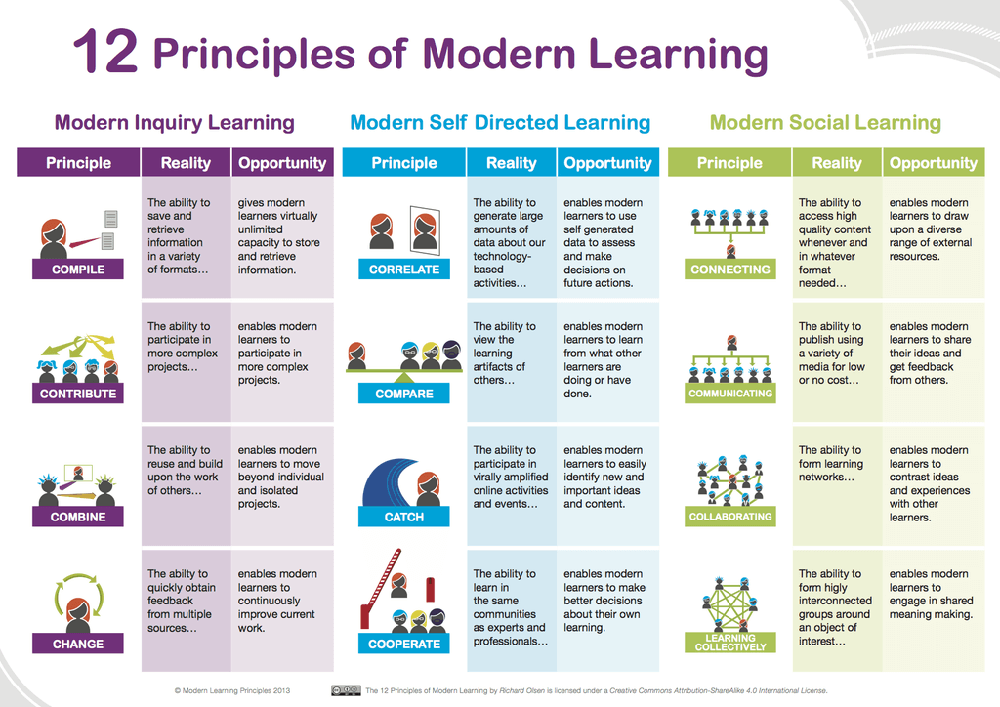 12 Principles of Modern Learning
Modern Inquiry Learning
Principle Reality Opportunity
COMPILE
The ability to
save and
retrieve
information
in a variety
of formats…
gives modern
learners virtually
unlimited
capacity to store
and retrieve
information.
CONTRIBUTE
The ability to
participate in
more complex
projects…
enables modern
learners to
participate in
more complex
projects.
COMBINE
The ability to
reuse and build
upon the work
of others…
enables modern
learners to move
beyond individual
and isolated
projects.
CHANGE
The abilty to
quickly obtain
feedback
from multiple
sources…
enables modern
learners to
continuously
improve current
work.
Modern Self Directed Learning
Principle Reality Opportunity
CORRELATE
The ability to
generate large
amounts of
data about our
technology-
based
activities…
enables modern
learners to use
self generated
data to assess
and make
decisions on
future actions.
COMPARE
The ability to
view the
learning
artifacts of
others…
enables modern
learners to learn
from what other
learners are
doing or have
done.
CATCH
The ability to
participate in
virally amplified
online activities
and events…
enables modern
learners to easily
identify new and
important ideas
and content.
COOPERATE
The ability to
learn in
the same
communities
as experts and
professionals…
enables modern
learners to make
better decisions
about their own
learning.
Modern Social Learning
Principle Reality Opportunity
CONNECTING
The ability to
access high
quality content
whenever and
in whatever
format
needed…
enables modern
learners to draw
upon a diverse
range of external
resources.
COMMUNICATING
The ability to
publish using
a variety of
media for low
or no cost…
enables modern
learners to share
their ideas and
get feedback
from others.
COLLABORATING
The ability to
form learning
networks…
enables modern
learners to
contrast ideas
and experiences
with other
learners.
LEARNING
COLLECTIVELY
The ability to
form higly
interconnected
groups around
an object of
interest…
enables modern
learners to
engage in shared
meaning making.
© Modern Learning Principles 2013
The 12 Principles of Modern Learning by Richard Olsen is licensed under a Creative Commons Attribution-ShareAlike 4.0 International License.